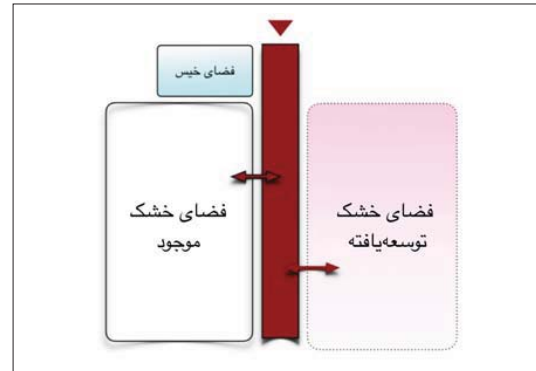 فضای خیس
فضای خشک
موجود
فضای خشک
توسعه‌یافته